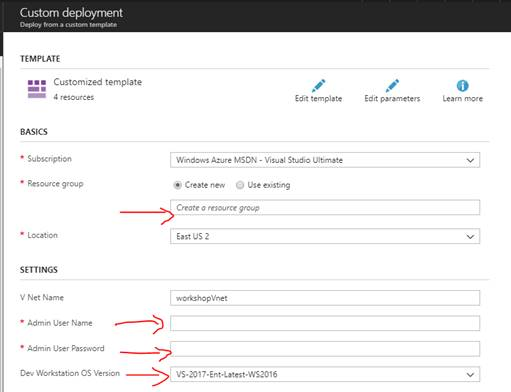 Custom deployment
Deploy from a custom template
TEMPLATE
Customized template
4 resources
Edit template
Edit parameters
Learn more
BASICS
* Subscription
Windows Azure MSDN - Visual Studio Ultimate
* Resource group
Create new
Use existing
Create a resource group
* Location
East US 2
SETTINGS
V Net Name
workshopVnet
* Admin User Name
* Admin User Password
Dev Workstation OS Version
VS-2017-Ent-Latest-WS2016